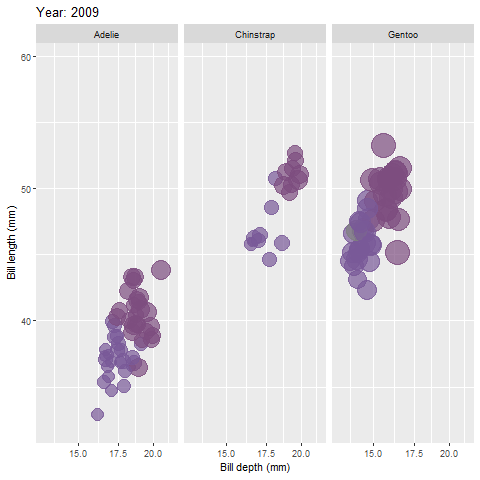 Year: 2009
Adelie Chinstrap Gentoo
60
50
40
Bill length (mm)
15.0 17.5 20.0 15.0 17.5 20.0 15.0 17.5 20.0
Bill depth (mm)